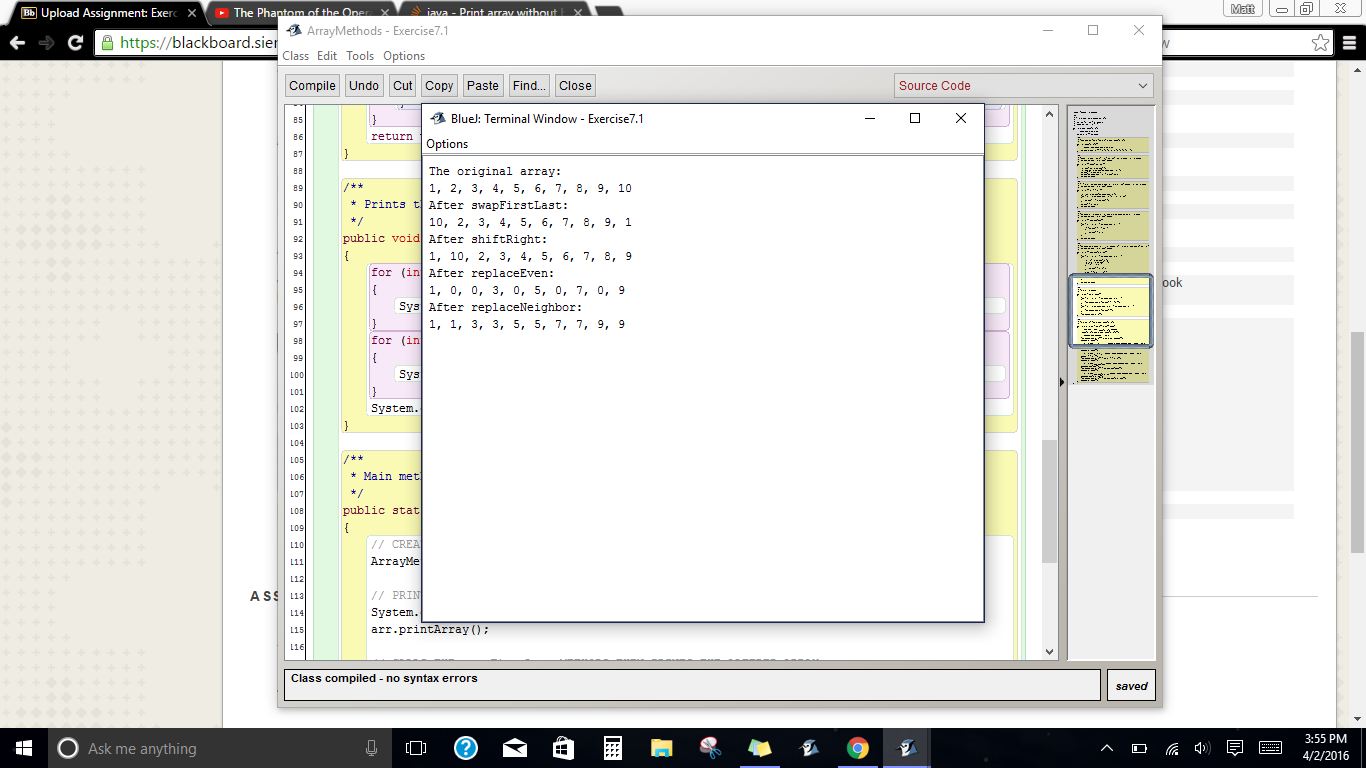 Upload Assignment: Exerc
The Phantom of the Oper
java - Print array without
Matt
https://blackboard.sier
ArrayMethods - Exercise7.1
Class Edit Tools Options
Compile Undo Cut Copy Paste Find... Close
Source Code
BlueJ: Terminal Window - Exercise7.1
Options
The original array:
1, 2, 3, 4, 5, 6, 7, 8, 9, 10
After swapFirstLast:
10, 2, 3, 4, 5, 6, 7, 8, 9, 1
After shiftRight:
1, 10, 2, 3, 4, 5, 6, 7, 8, 9
After replaceEven:
1, 0, 0, 3, 0, 5, 0, 7, 0, 9
After replaceNeighbor:
1, 1, 3, 3, 5, 5, 7, 7, 9, 9
85 }
86 return
87 }
88
89 /**
90 * Prints t
91 */
92 public void
93 {
94 for (in
95 {
96 Sys
97 }
98 for (in
99 {
100 Sys
101 }
102 System.
103 }
104
105 /**
106 * Main met
107 */
108 public stat
109 {
110 // CREA
111 ArrayMe
112
113 // PRIN
114 System.
115 arr.printArray();
116
ook
ASS
Class compiled - no syntax errors
saved
Ask me anything
3:55 PM
4/2/2016